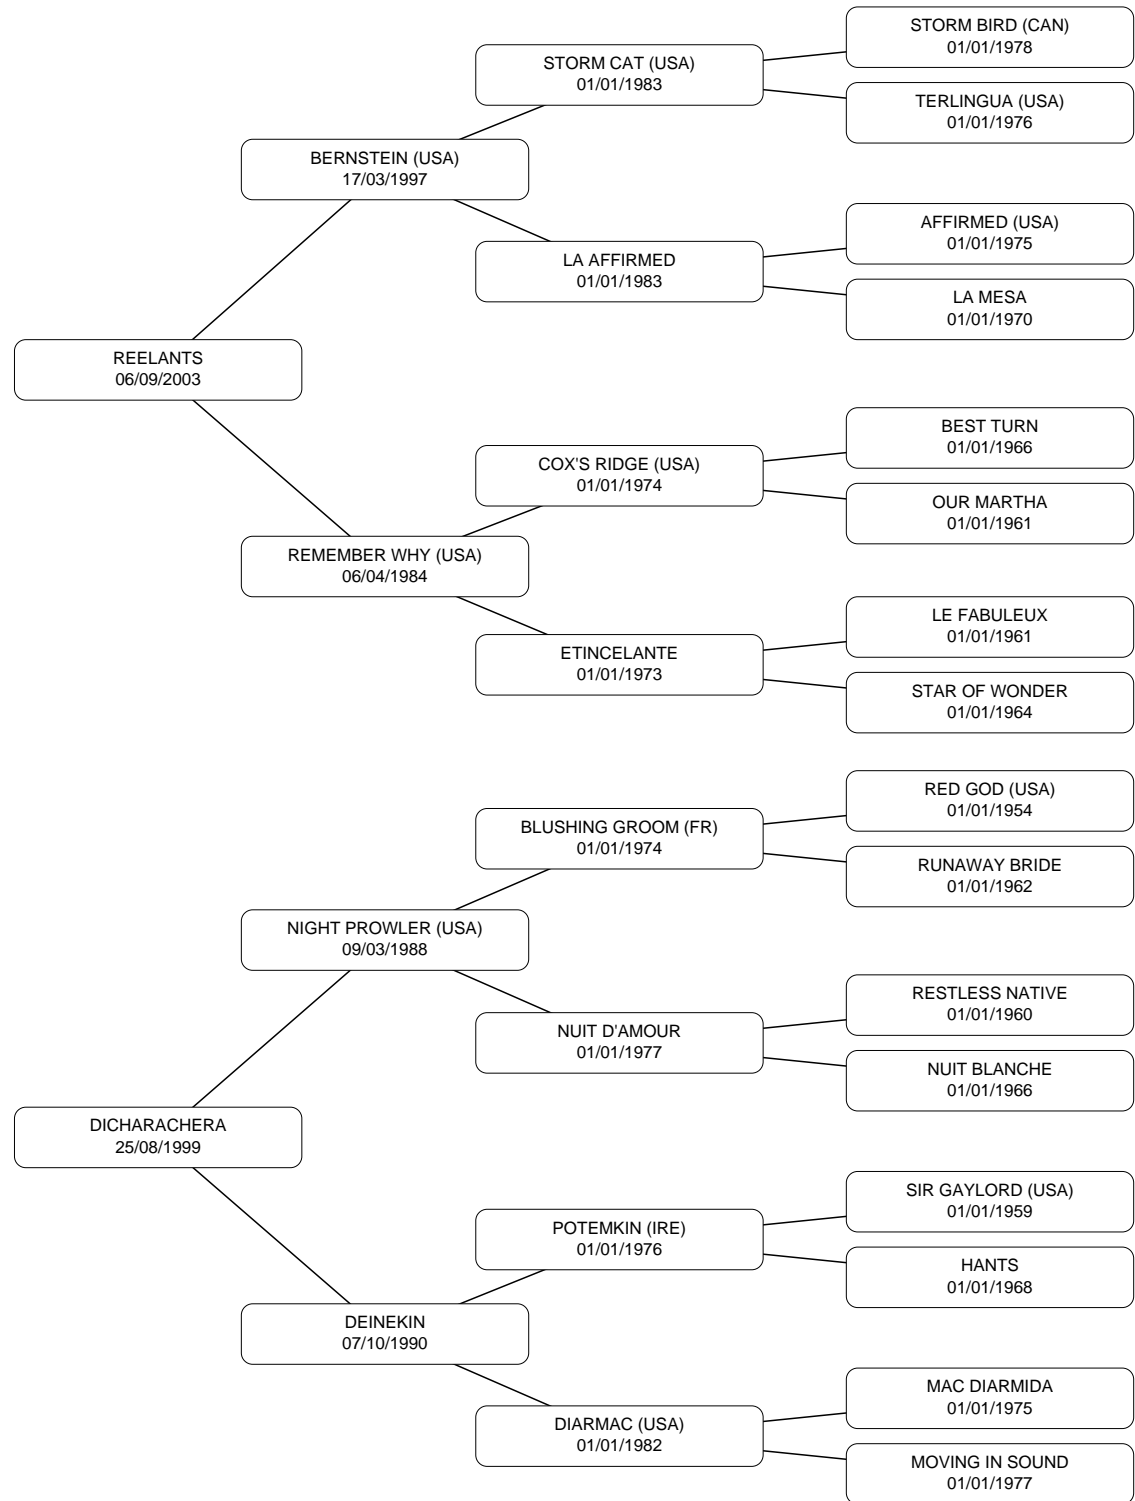 STORM BIRD (CAN)
01/01/1978
STORM CAT (USA)
01/01/1983
TERLINGUA (USA)
01/01/1976
BERNSTEIN (USA)
17/03/1997
AFFIRMED (USA)
01/01/1975
LA AFFIRMED
01/01/1983
LA MESA
01/01/1970
REELANTS
06/09/2003
BEST TURN
01/01/1966
COX'S RIDGE (USA)
01/01/1974
OUR MARTHA
01/01/1961
REMEMBER WHY (USA)
06/04/1984
LE FABULEUX
01/01/1961
ETINCELANTE
01/01/1973
STAR OF WONDER
01/01/1964
RED GOD (USA)
01/01/1954
BLUSHING GROOM (FR)
01/01/1974
RUNAWAY BRIDE
01/01/1962
NIGHT PROWLER (USA)
09/03/1988
RESTLESS NATIVE
01/01/1960
NUIT D'AMOUR
01/01/1977
NUIT BLANCHE
01/01/1966
DICHARACHERA
25/08/1999
SIR GAYLORD (USA)
01/01/1959
POTEMKIN (IRE)
01/01/1976
HANTS
01/01/1968
DEINEKIN
07/10/1990
MAC DIARMIDA
01/01/1975
DIARMAC (USA)
01/01/1982
MOVING IN SOUND
01/01/1977